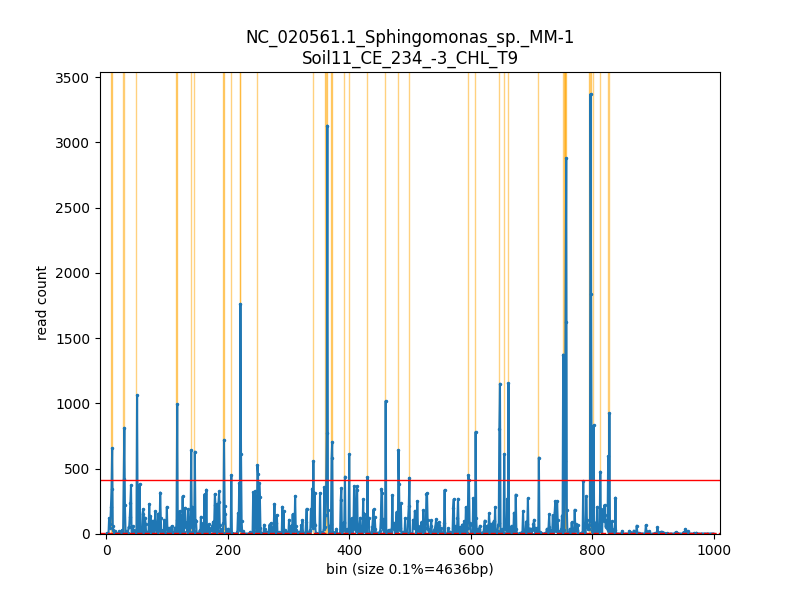 NC_020561.1_Sphingomonas_sp._MM-1
Soil11_CE_234_-3_CHL_T9
3500
3000
2500
2000
1500
1000
500
0
read count
0 200 400 600 800 1000
bin (size 0.1%=4636bp)